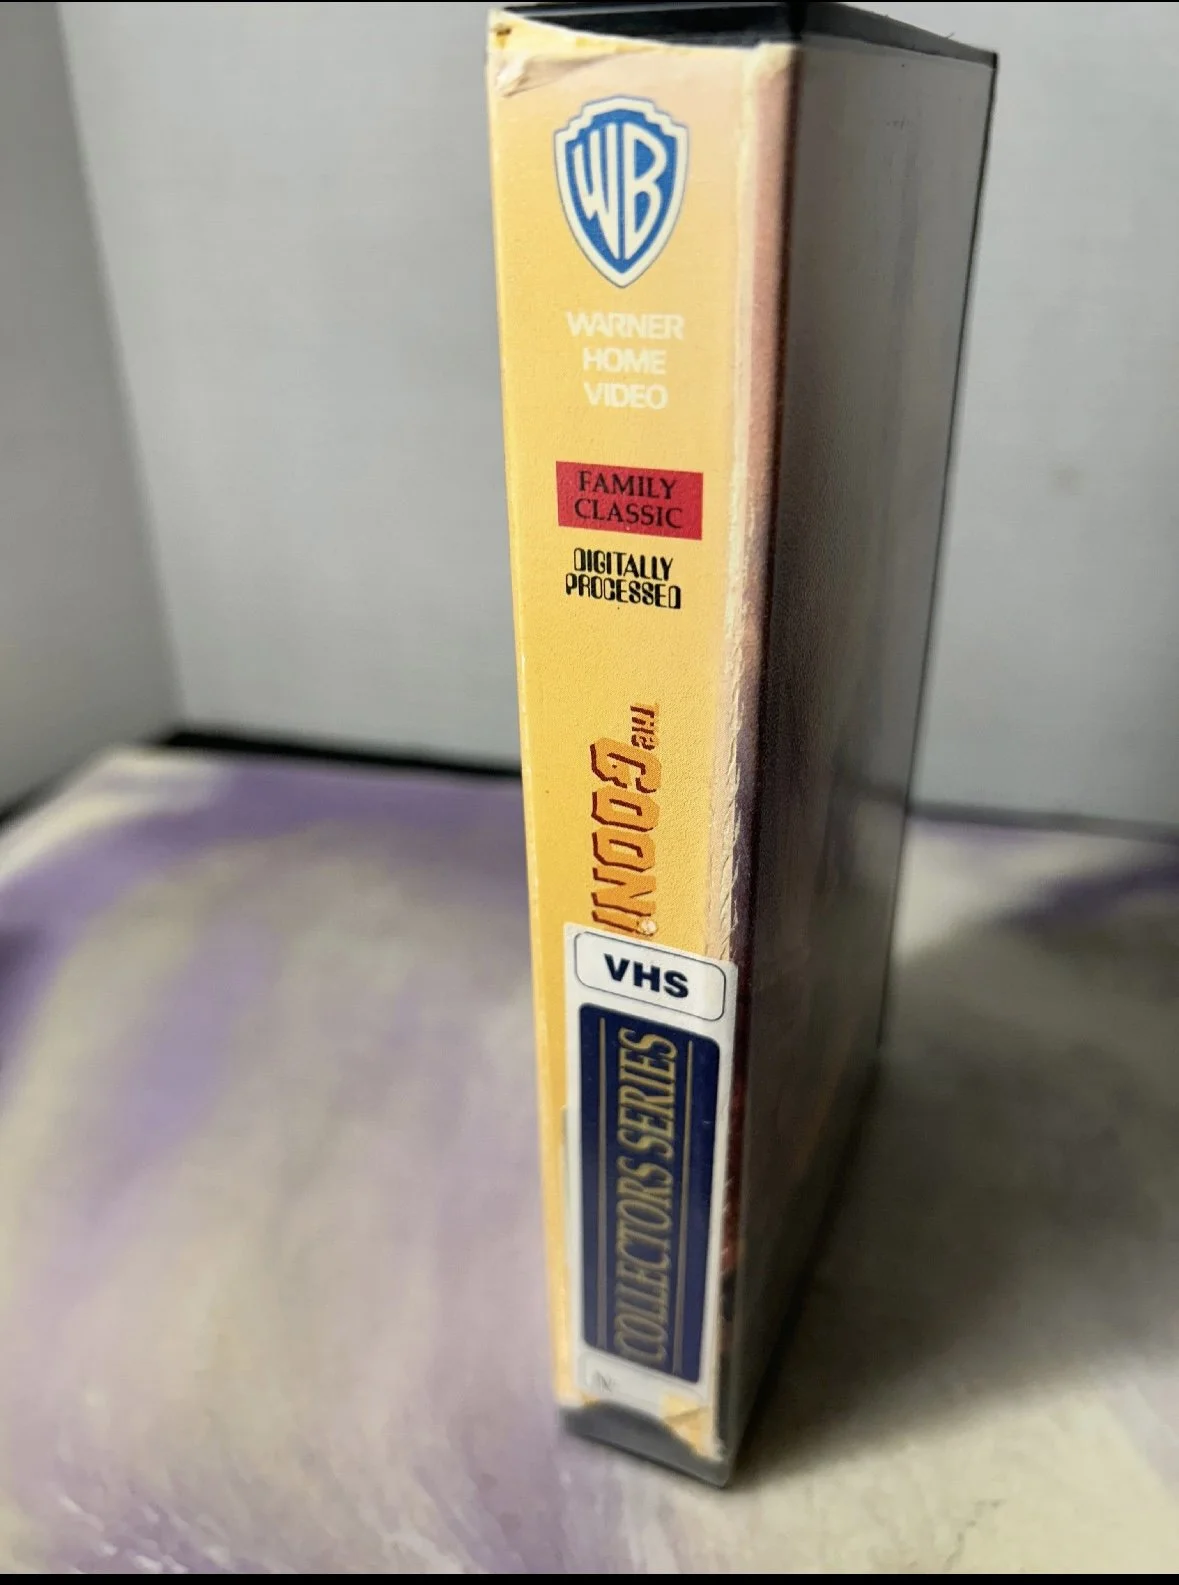 WB
WARNER
HOME
VIDEO
FAMILY
CLASSIC
DIGITALLY
PROCESSED
THE GOONI
VHS
COLLECTORS SERIES